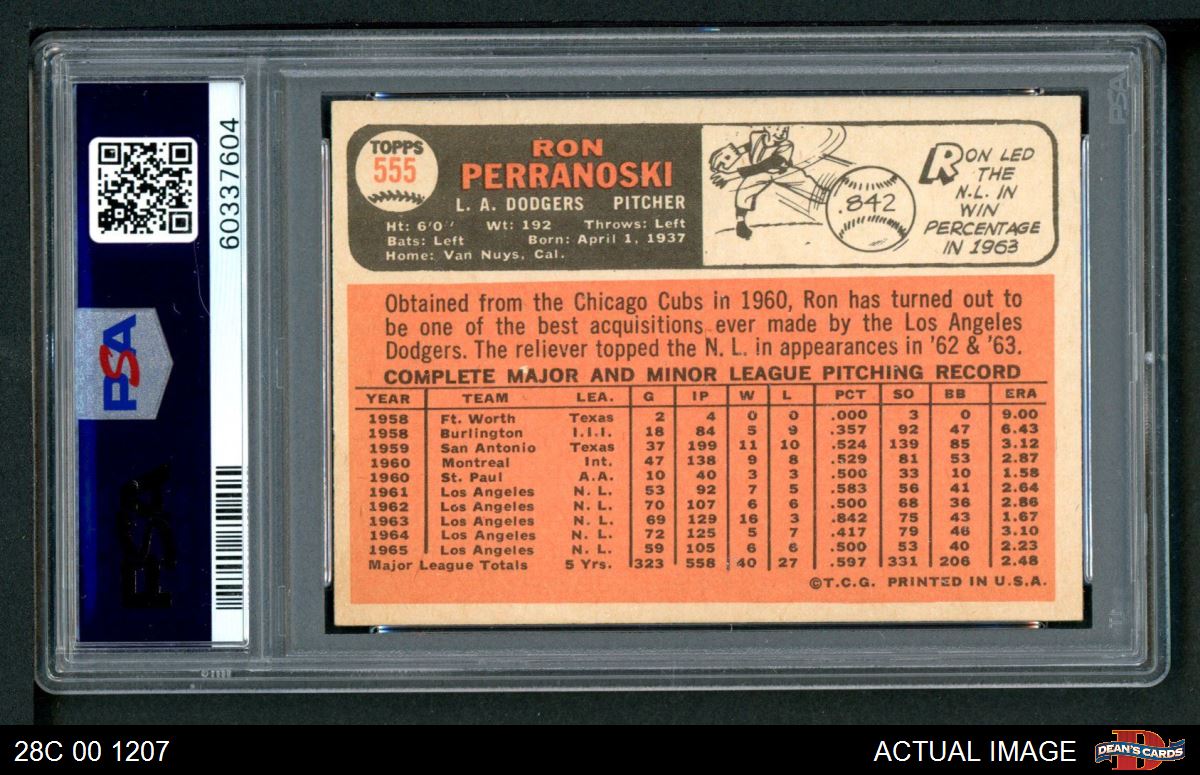 PSA
60337604
PSA
PSA
TOPPS
555
RON
PERRANOSKI
L. A. DODGERS PITCHER
Ht: 6'0" Wt: 192 Throws: Left
Bats: Left Born: April 1, 1937
Home: Van Nuys, Cal.
.842
RON LED
THE
N.L. IN
WIN
PERCENTAGE
IN 1963
Obtained from the Chicago Cubs in 1960, Ron has turned out to
be one of the best acquisitions ever made by the Los Angeles
Dodgers. The reliever topped the N. L. in appearances in '62 & '63.
COMPLETE MAJOR AND MINOR LEAGUE PITCHING RECORD
YEAR TEAM LEA. G IP W L PCT SO BB ERA
1958 Ft. Worth Texas 2 4 0 0 .000 3 0 9.00
1958 Burlington I.I.I. 18 84 5 9 .357 92 47 6.43
1959 San Antonio Texas 37 199 11 10 .524 139 85 3.12
1960 Montreal Int. 47 138 9 8 .529 81 53 2.87
1960 St. Paul A.A. 10 40 3 3 .500 33 10 1.58
1961 Los Angeles N. L. 53 92 7 5 .583 56 41 2.64
1962 Los Angeles N. L. 70 107 6 6 .500 68 36 2.86
1963 Los Angeles N. L. 69 129 16 3 .842 75 43 1.67
1964 Los Angeles N. L. 72 125 5 7 .417 79 46 3.10
1965 Los Angeles N. L. 59 105 6 6 .500 53 40 2.23
Major League Totals 5 Yrs. 323 558 40 27 .597 331 206 2.48
©T.C.G. PRINTED IN U.S.A.
28C 00 1207
ACTUAL IMAGE
DEAN'S CARDS